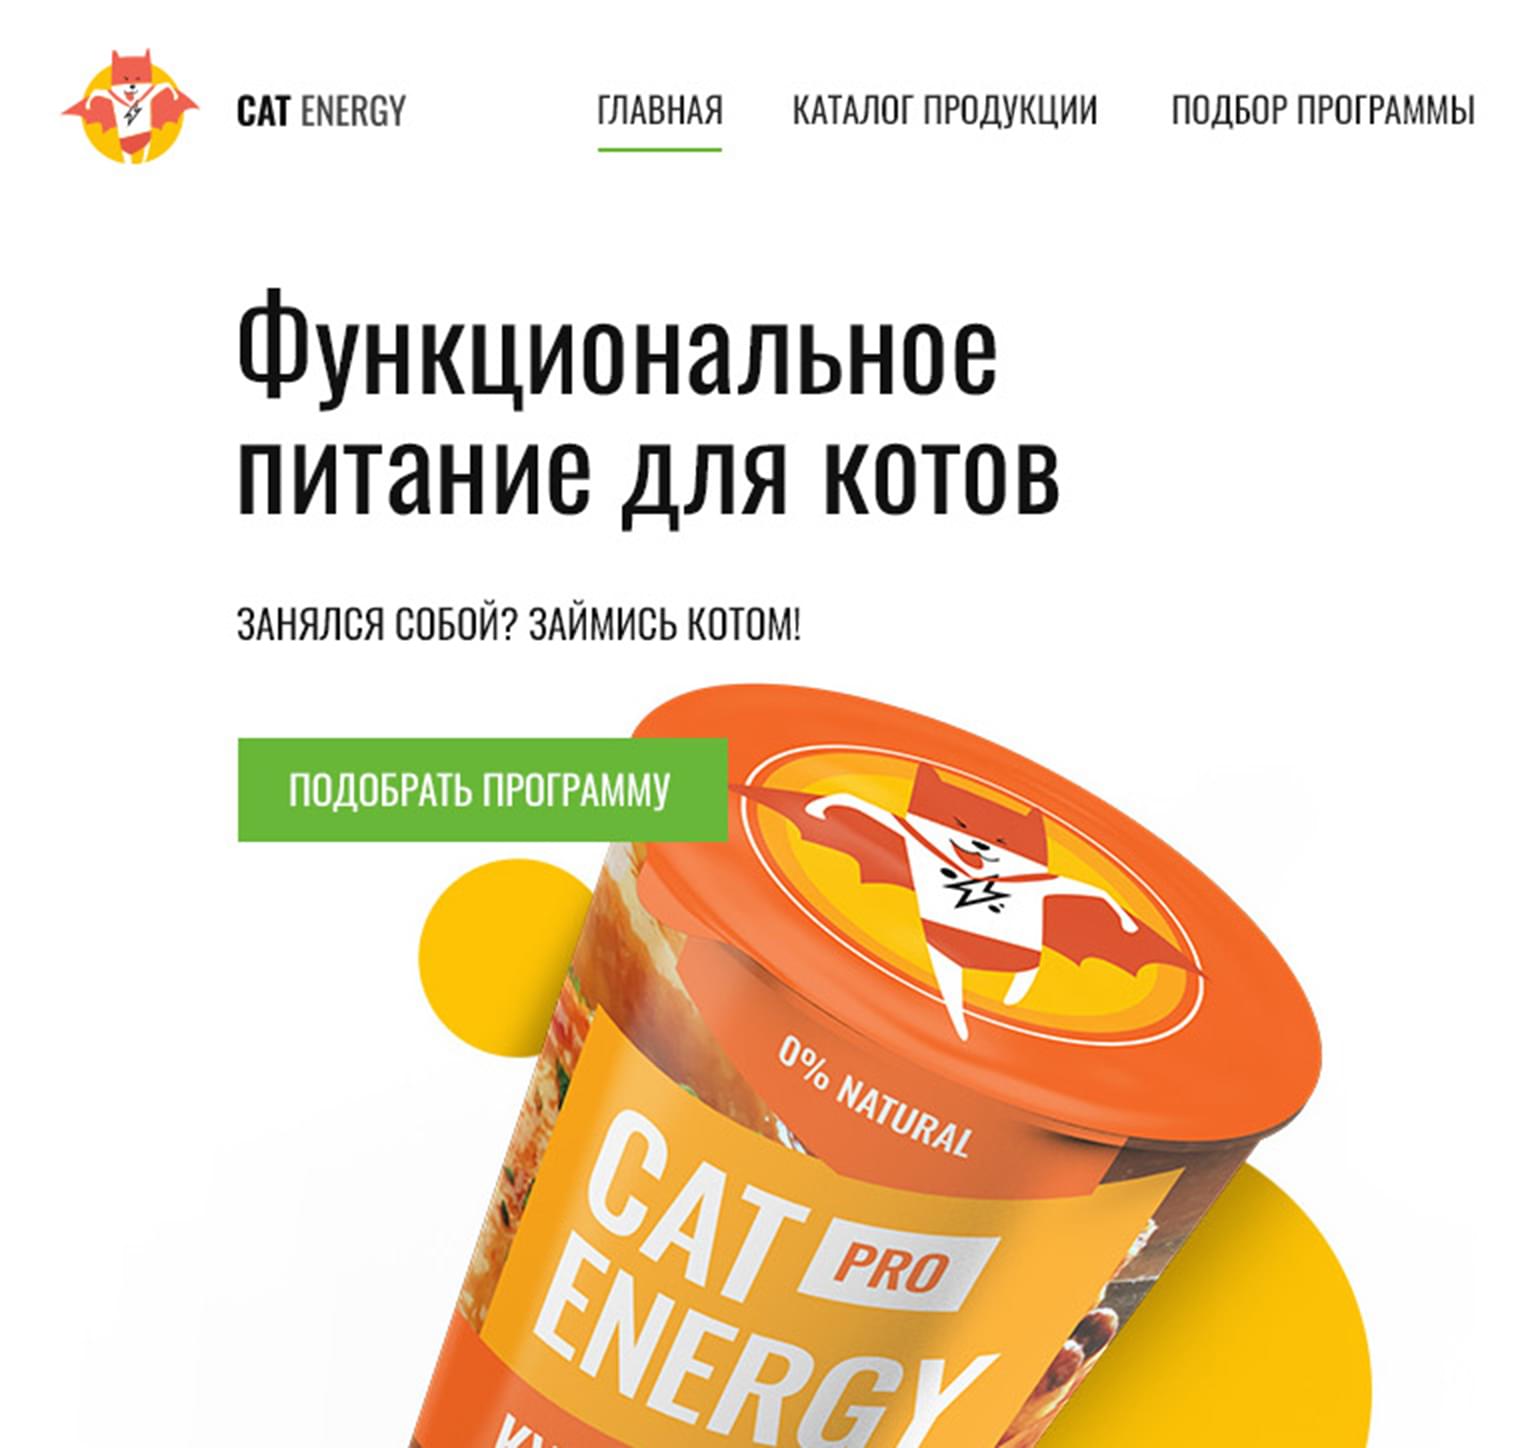 CAT ENERGY
ГЛАВНАЯ
КАТАЛОГ ПРОДУКЦИИ
ПОДБОР ПРОГРАММЫ
Функциональное
питание для котов
ЗАНЯЛСЯ СОБОЙ? ЗАЙМИСЬ КОТОМ!
ПОДОБРАТЬ ПРОГРАММУ
0% NATURAL
CAT PRO
ENERGY